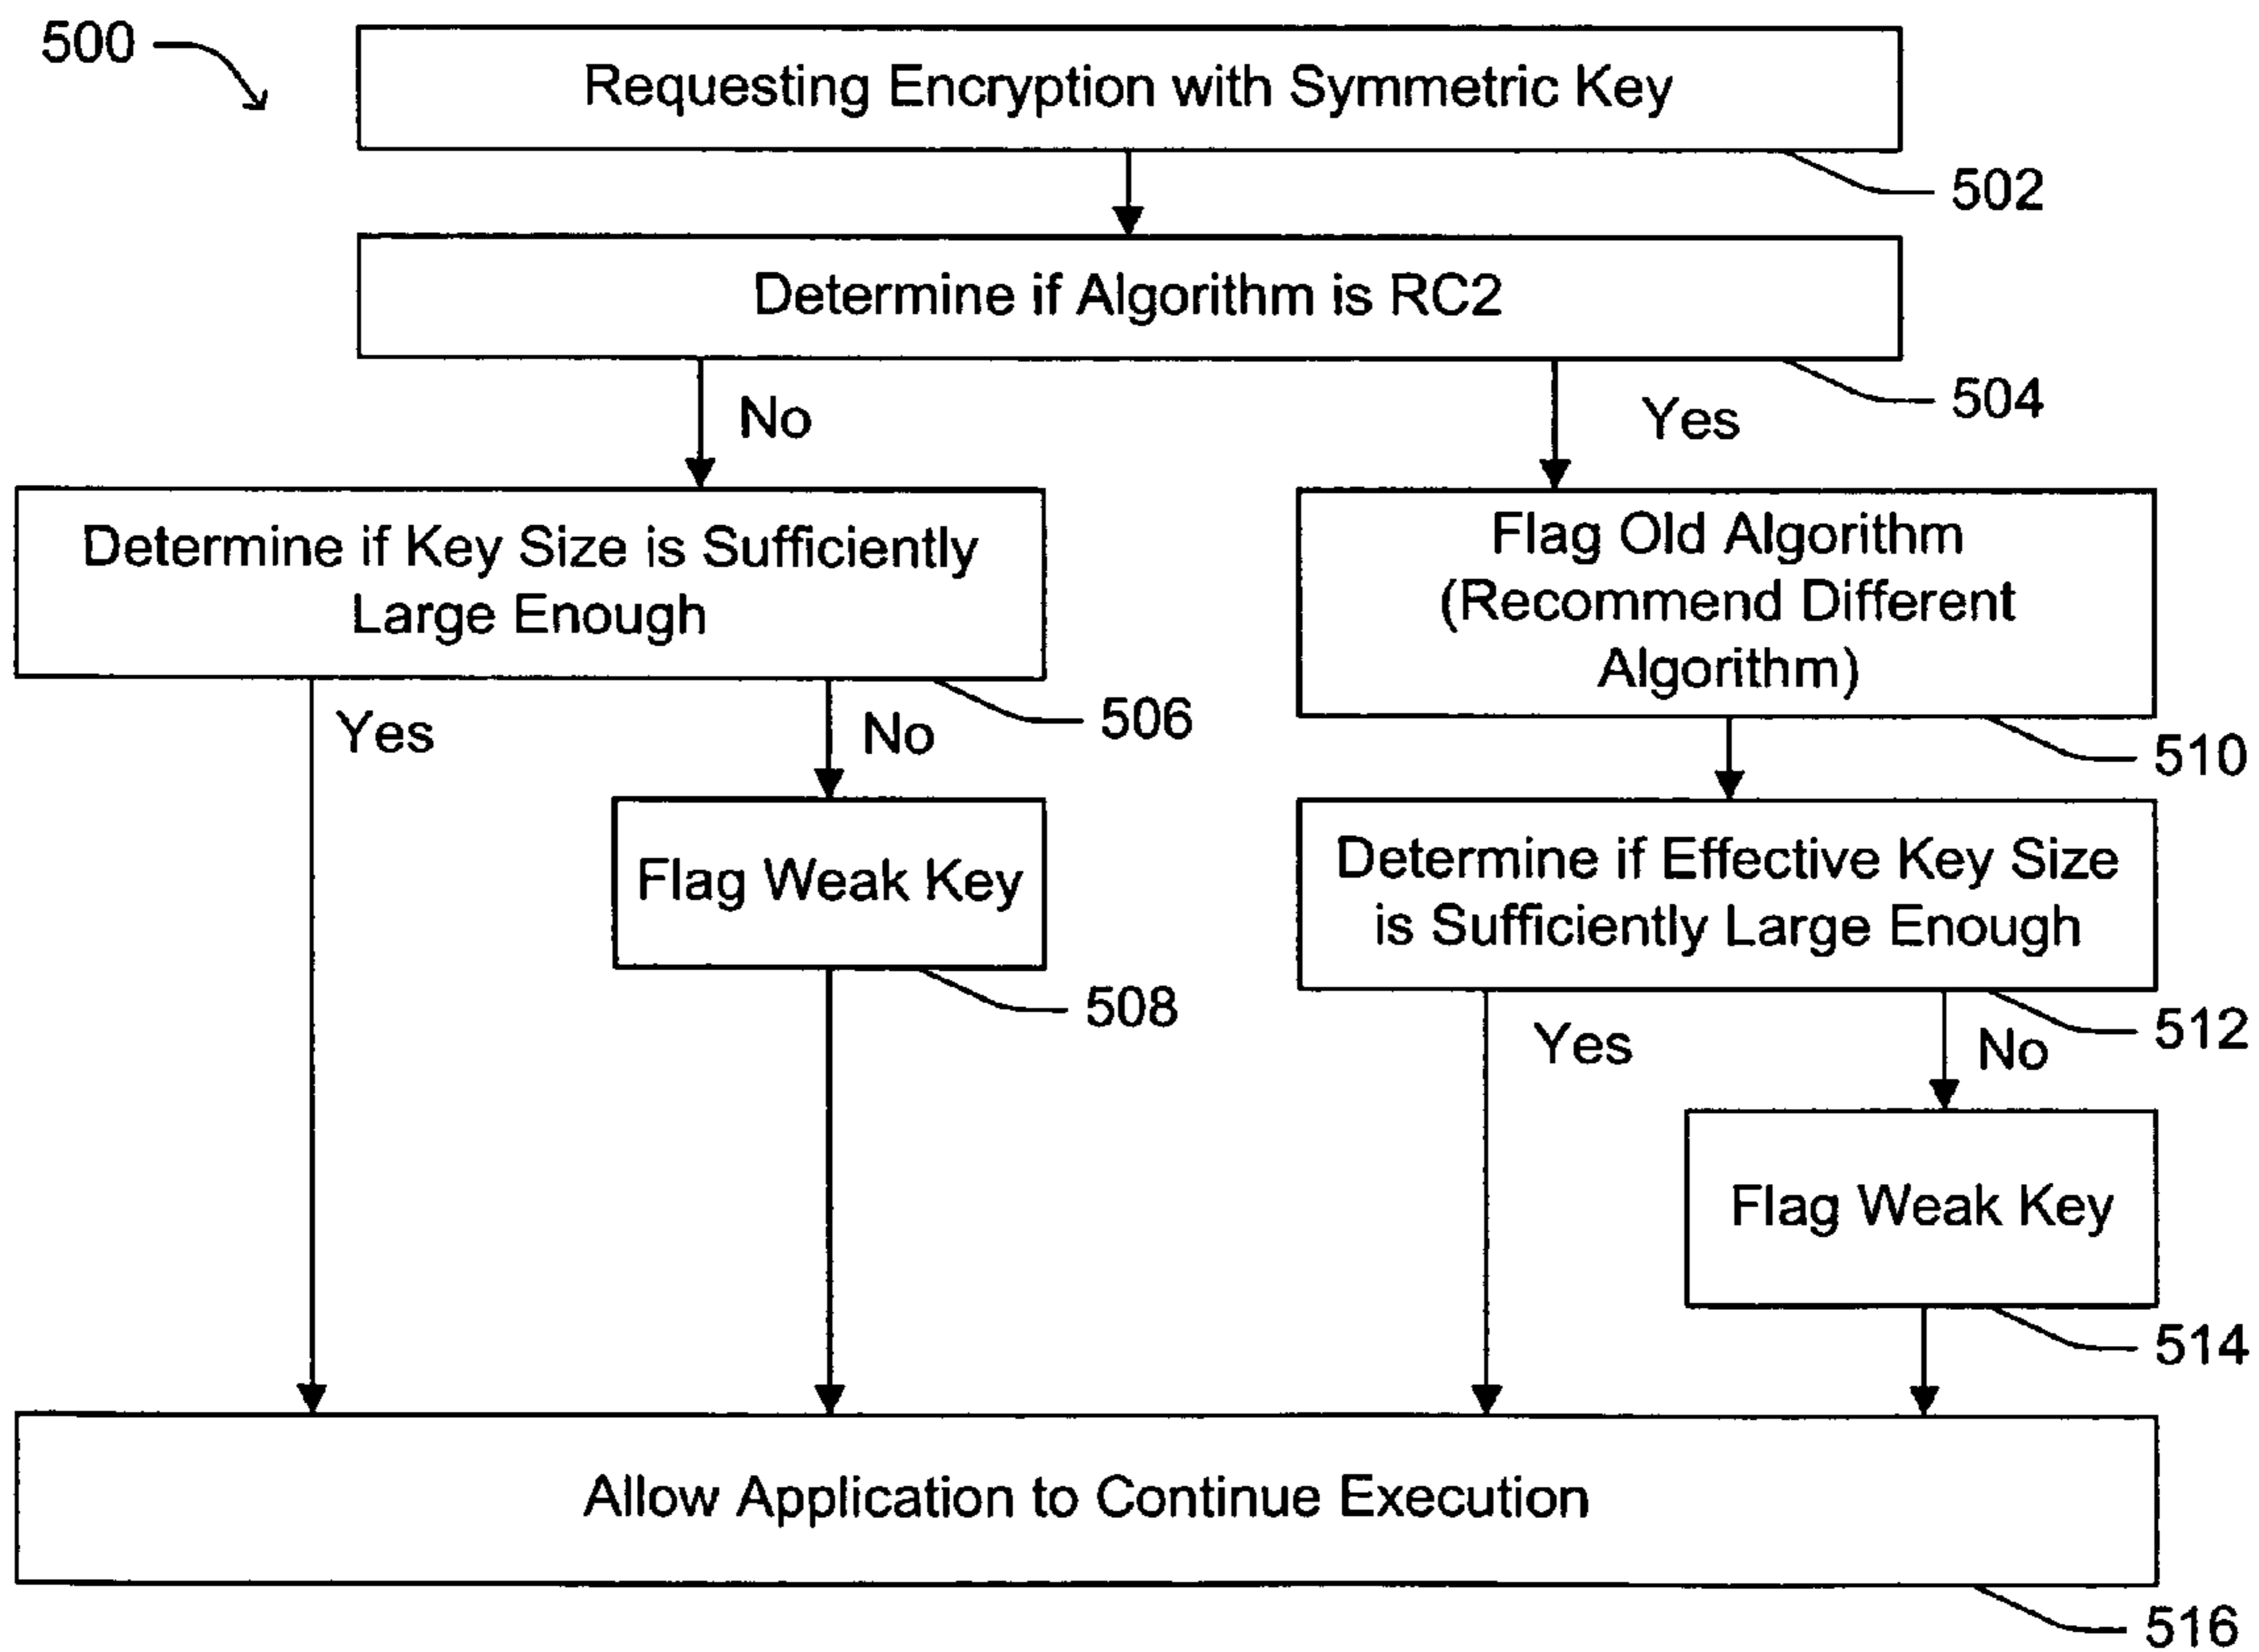 500
Requesting Encryption with Symmetric Key
502
Determine if Algorithm is RC2
504
No
Yes
Determine if Key Size is Sufficiently
Large Enough
506
Flag Old Algorithm
(Recommend Different
Algorithm)
510
Yes
No
Flag Weak Key
508
Determine if Effective Key Size
is Sufficiently Large Enough
512
Yes
No
Flag Weak Key
514
Allow Application to Continue Execution
516